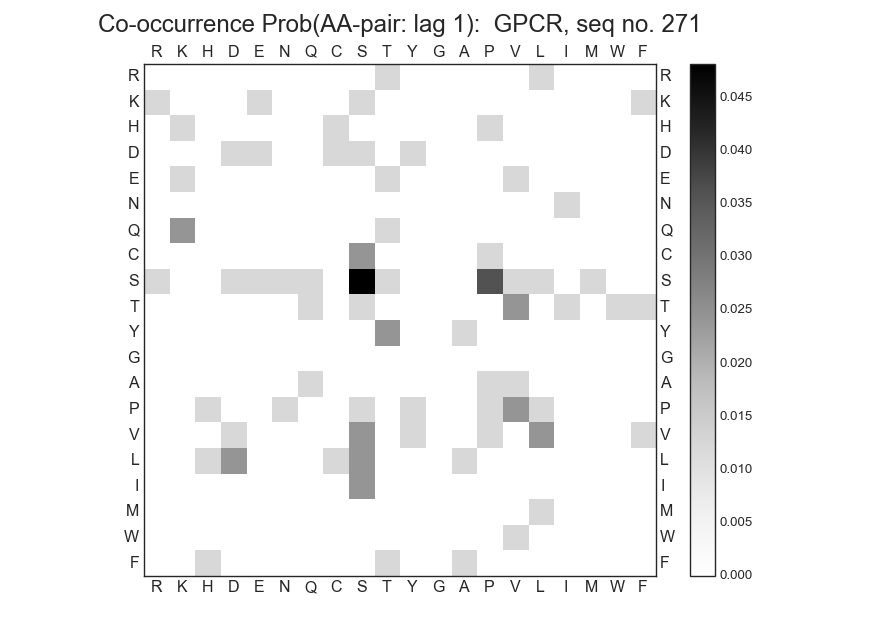 Co-occurrence Prob(AA-pair: lag 1):  GPCR, seq no. 271
R K H D E N Q C S T Y G A P V L I M W F
R R
K K
H H
D D
E E
N N
Q Q
C C
S S
T T
Y Y
G G
A A
P P
V V
L L
I I
M M
W W
F F
R K H D E N Q C S T Y G A P V L I M W F
0.045
0.040
0.035
0.030
0.025
0.020
0.015
0.010
0.005
0.000